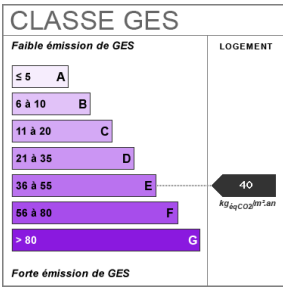 CLASSE GES
Faible émission de GES
LOGEMENT
≤ 5 A
6 à 10 B
11 à 20 C
21 à 35 D
36 à 55 E
40
kgéqCO2/m².an
56 à 80 F
> 80 G
Forte émission de GES